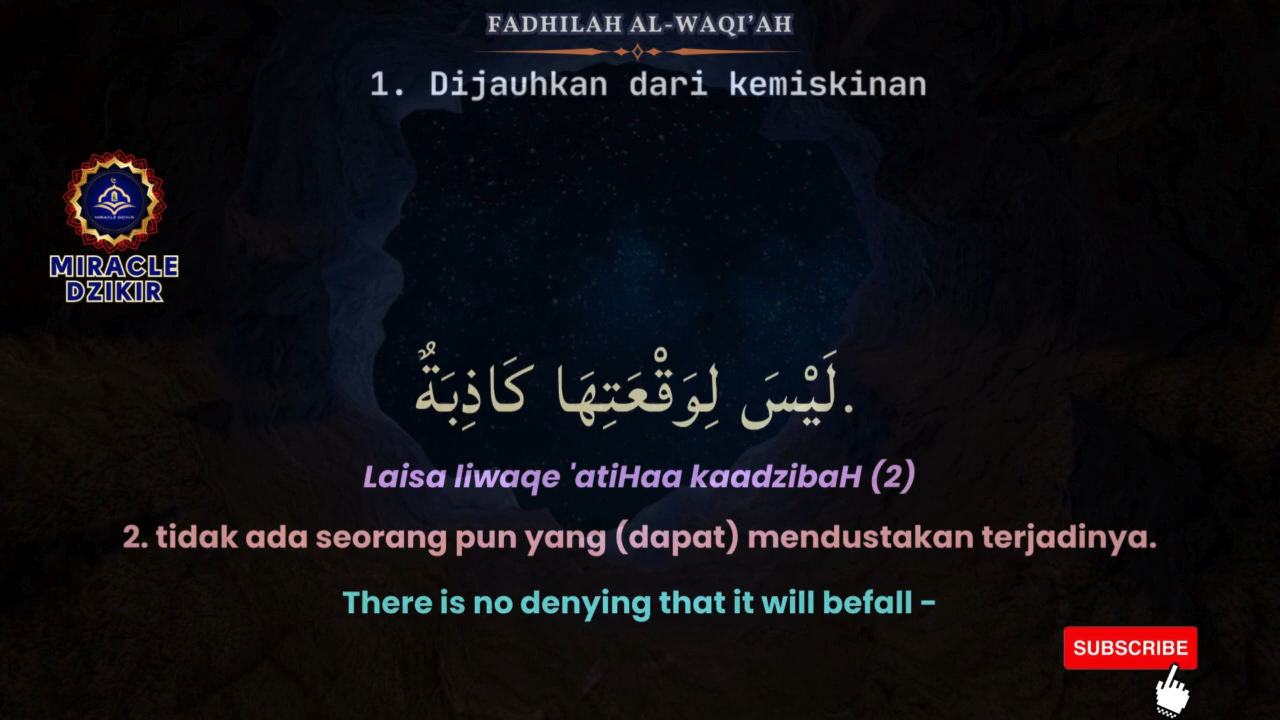 FADHILAH AL-WAQI'AH
1. Dijauhkan dari kemiskinan
MIRACLE
DZIKIR
لَيْسَ لِوَقْعَتِهَا كَاذِبَةٌ.
Laisa liwaqe 'atiHaa kaadzibaH (2)
2. tidak ada seorang pun yang (dapat) mendustakan terjadinya.
There is no denying that it will befall -
SUBSCRIBE